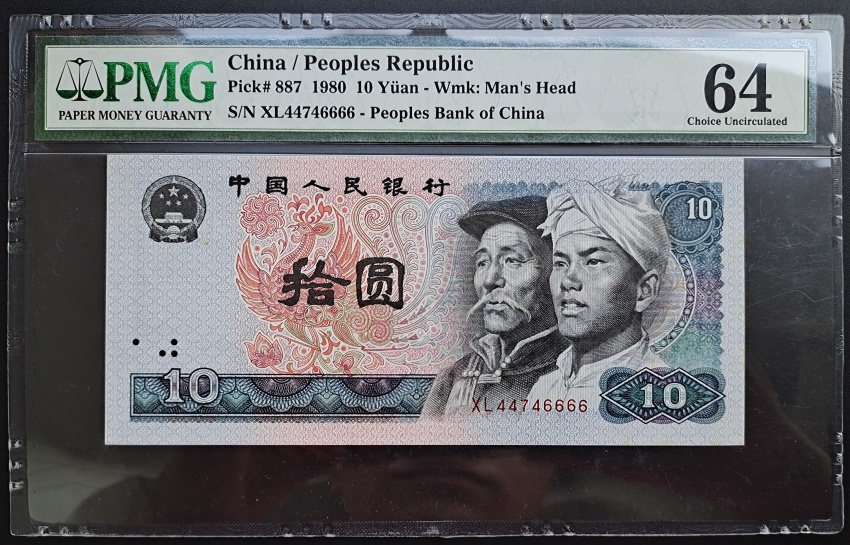 PMG
PAPER MONEY GUARANTY
China / Peoples Republic
Pick# 887 1980 10 Yüan - Wmk: Man's Head
S/N XL44746666 - Peoples Bank of China
64
Choice Uncirculated
中国人民银行
10
拾圆
10
XL44746666
10